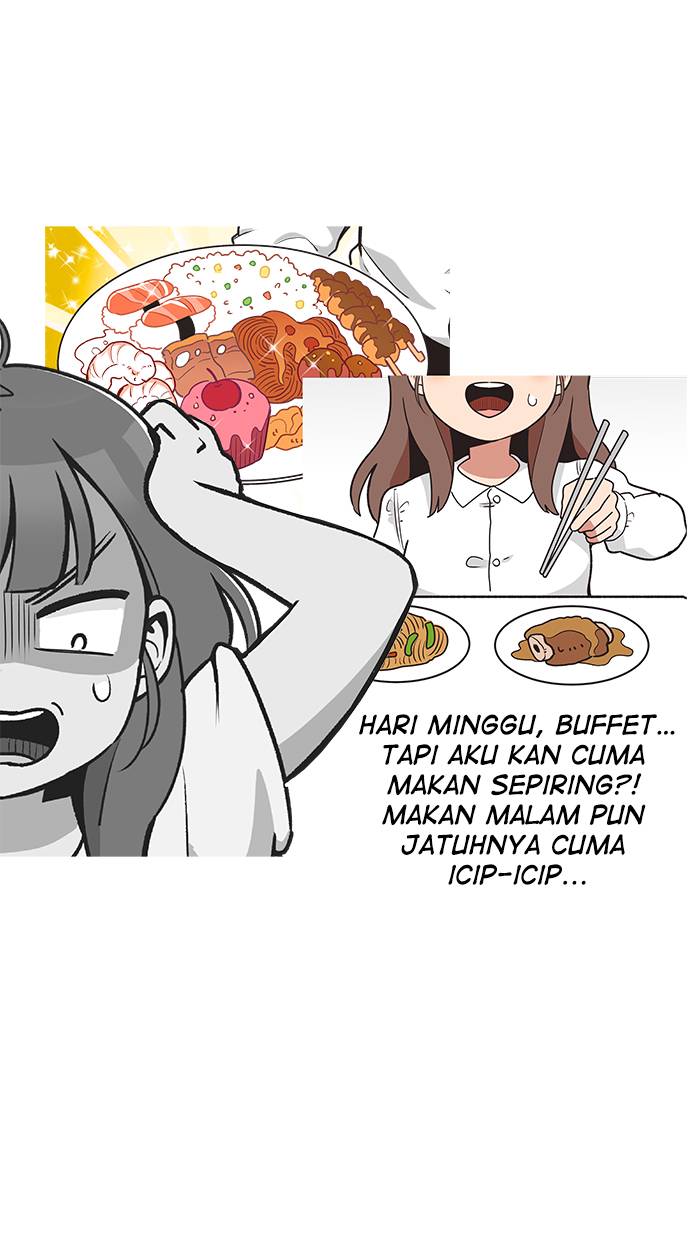 HARI MINGGU, BUFFET...
TAPI AKU KAN CUMA
MAKAN SEPIRING?!
MAKAN MALAM PUN
JATUHNYA CUMA
ICIP-ICIP...